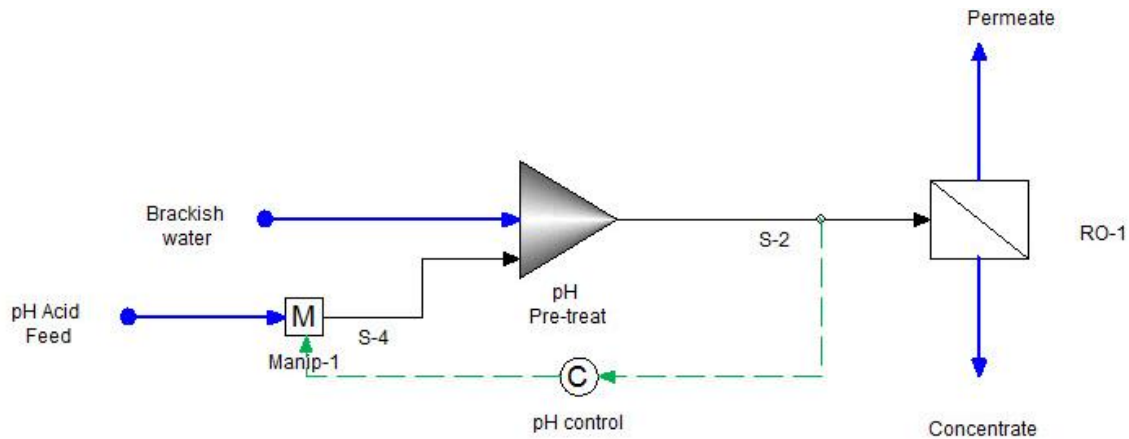 Permeate
Brackish
water
S-2
RO-1
pH Acid
Feed
M
S-4
Manip-1
pH
Pre-treat
C
pH control
Concentrate